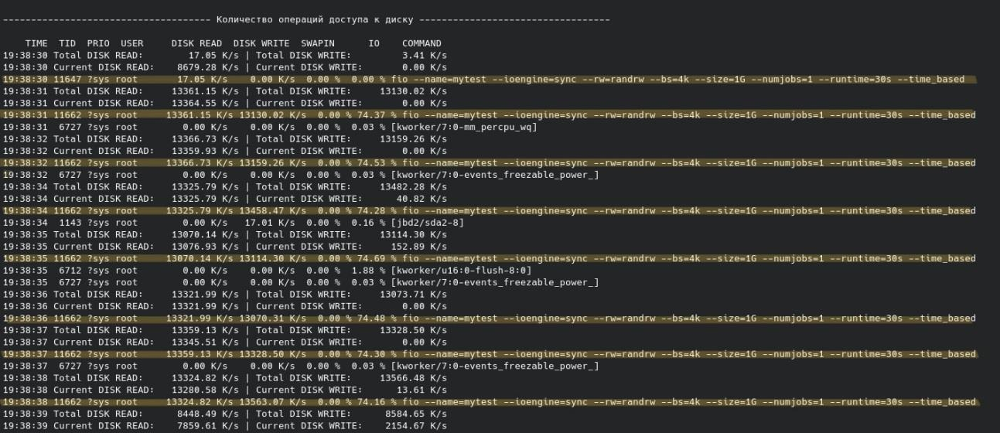 ----------------------------------- Количество операций доступа к диску ----------------------------------
TIME  TID  PRIO  USER     DISK READ  DISK WRITE  SWAPIN      IO    COMMAND
19:38:30 Total DISK READ:       17.05 K/s | Total DISK WRITE:       3.41 K/s
19:38:30 Current DISK READ:   8679.28 K/s | Current DISK WRITE:       0.00 K/s
19:38:30 11647 ?sys root       17.05 K/s    0.00 K/s  0.00 %  0.00 % fio --name=mytest --ioengine=sync --rw=randrw --bs=4k --size=1G --numjobs=1 --runtime=30s --time_based
19:38:31 Total DISK READ:   13361.15 K/s | Total DISK WRITE:   13130.02 K/s
19:38:31 Current DISK READ:  13364.55 K/s | Current DISK WRITE:       0.00 K/s
19:38:31 11662 ?sys root    13361.15 K/s 13130.02 K/s  0.00 % 74.37 % fio --name=mytest --ioengine=sync --rw=randrw --bs=4k --size=1G --numjobs=1 --runtime=30s --time_based
19:38:31  6727 ?sys root        0.00 K/s    0.00 K/s  0.00 %  0.03 % [kworker/7:0-mm_percpu_wq]
19:38:32 Total DISK READ:   13366.73 K/s | Total DISK WRITE:   13159.26 K/s
19:38:32 Current DISK READ:  13359.93 K/s | Current DISK WRITE:       0.00 K/s
19:38:32 11662 ?sys root    13366.73 K/s 13159.26 K/s  0.00 % 74.53 % fio --name=mytest --ioengine=sync --rw=randrw --bs=4k --size=1G --numjobs=1 --runtime=30s --time_based
19:38:32  6727 ?sys root        0.00 K/s    0.00 K/s  0.00 %  0.03 % [kworker/7:0-events_freezable_power_]
19:38:34 Total DISK READ:   13325.79 K/s | Total DISK WRITE:   13482.28 K/s
19:38:34 Current DISK READ:  13325.79 K/s | Current DISK WRITE:      40.82 K/s
19:38:34 11662 ?sys root    13325.79 K/s 13458.47 K/s  0.00 % 74.28 % fio --name=mytest --ioengine=sync --rw=randrw --bs=4k --size=1G --numjobs=1 --runtime=30s --time_based
19:38:34  1143 ?sys root        0.00 K/s   17.01 K/s  0.00 %  0.16 % [jbd2/sda2-8]
19:38:35 Total DISK READ:   13070.14 K/s | Total DISK WRITE:   13114.30 K/s
19:38:35 Current DISK READ:  13076.93 K/s | Current DISK WRITE:     152.89 K/s
19:38:35 11662 ?sys root    13070.14 K/s 13114.30 K/s  0.00 % 74.69 % fio --name=mytest --ioengine=sync --rw=randrw --bs=4k --size=1G --numjobs=1 --runtime=30s --time_based
19:38:35  6712 ?sys root        0.00 K/s    0.00 K/s  0.00 %  1.88 % [kworker/u16:0-flush-8:0]
19:38:35  6727 ?sys root        0.00 K/s    0.00 K/s  0.00 %  0.03 % [kworker/7:0-events_freezable_power_]
19:38:36 Total DISK READ:   13321.99 K/s | Total DISK WRITE:   13073.71 K/s
19:38:36 Current DISK READ:  13321.99 K/s | Current DISK WRITE:       0.00 K/s
19:38:36 11662 ?sys root    13321.99 K/s 13070.31 K/s  0.00 % 74.48 % fio --name=mytest --ioengine=sync --rw=randrw --bs=4k --size=1G --numjobs=1 --runtime=30s --time_based
19:38:37 Total DISK READ:   13359.13 K/s | Total DISK WRITE:   13328.50 K/s
19:38:37 Current DISK READ:  13345.51 K/s | Current DISK WRITE:       0.00 K/s
19:38:37 11662 ?sys root    13359.13 K/s 13328.50 K/s  0.00 % 74.30 % fio --name=mytest --ioengine=sync --rw=randrw --bs=4k --size=1G --numjobs=1 --runtime=30s --time_based
19:38:37  6727 ?sys root        0.00 K/s    0.00 K/s  0.00 %  0.03 % [kworker/7:0-events_freezable_power_]
19:38:38 Total DISK READ:   13324.82 K/s | Total DISK WRITE:   13566.48 K/s
19:38:38 Current DISK READ:  13280.58 K/s | Current DISK WRITE:      13.61 K/s
19:38:38 11662 ?sys root    13324.82 K/s 13563.07 K/s  0.00 % 74.16 % fio --name=mytest --ioengine=sync --rw=randrw --bs=4k --size=1G --numjobs=1 --runtime=30s --time_based
19:38:39 Total DISK READ:    8448.49 K/s | Total DISK WRITE:    8584.65 K/s
19:38:39 Current DISK READ:   7859.61 K/s | Current DISK WRITE:    2154.67 K/s